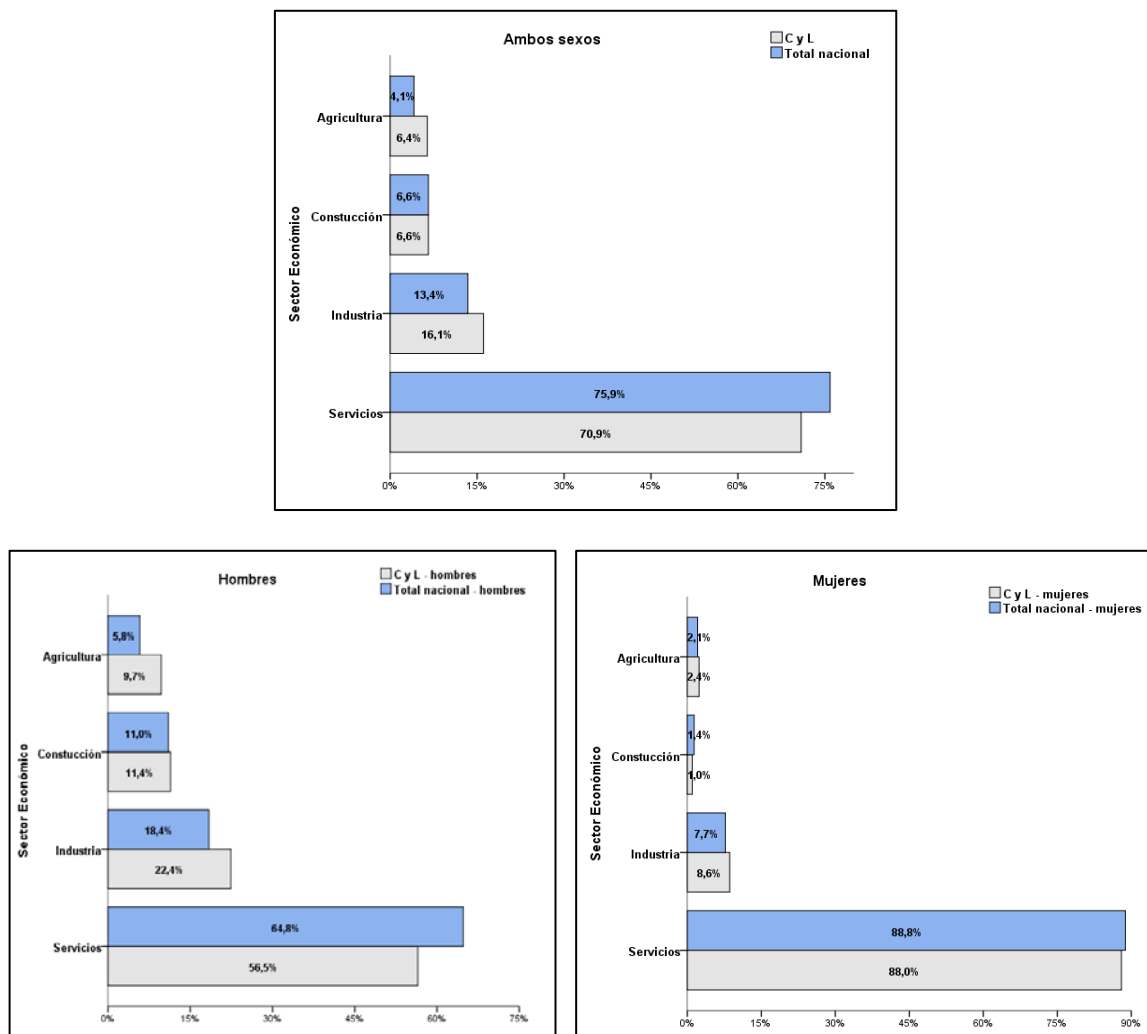 Ambos sexos
C y L
Total nacional
Sector Económico
Agricultura
4,1%
6,4%
Constucción
6,6%
6,6%
Industria
13,4%
16,1%
Servicios
75,9%
70,9%
0% 15% 30% 45% 60% 75%
Hombres
C y L - hombres
Total nacional - hombres
Sector Económico
Agricultura
5,8%
9,7%
Constucción
11,0%
11,4%
Industria
18,4%
22,4%
Servicios
64,8%
56,5%
0% 15% 30% 45% 60% 75%
Mujeres
C y L - mujeres
Total nacional - mujeres
Sector Económico
Agricultura
2,1%
2,4%
Constucción
1,4%
1,0%
Industria
7,7%
8,6%
Servicios
88,8%
88,0%
0% 15% 30% 45% 60% 75% 90%